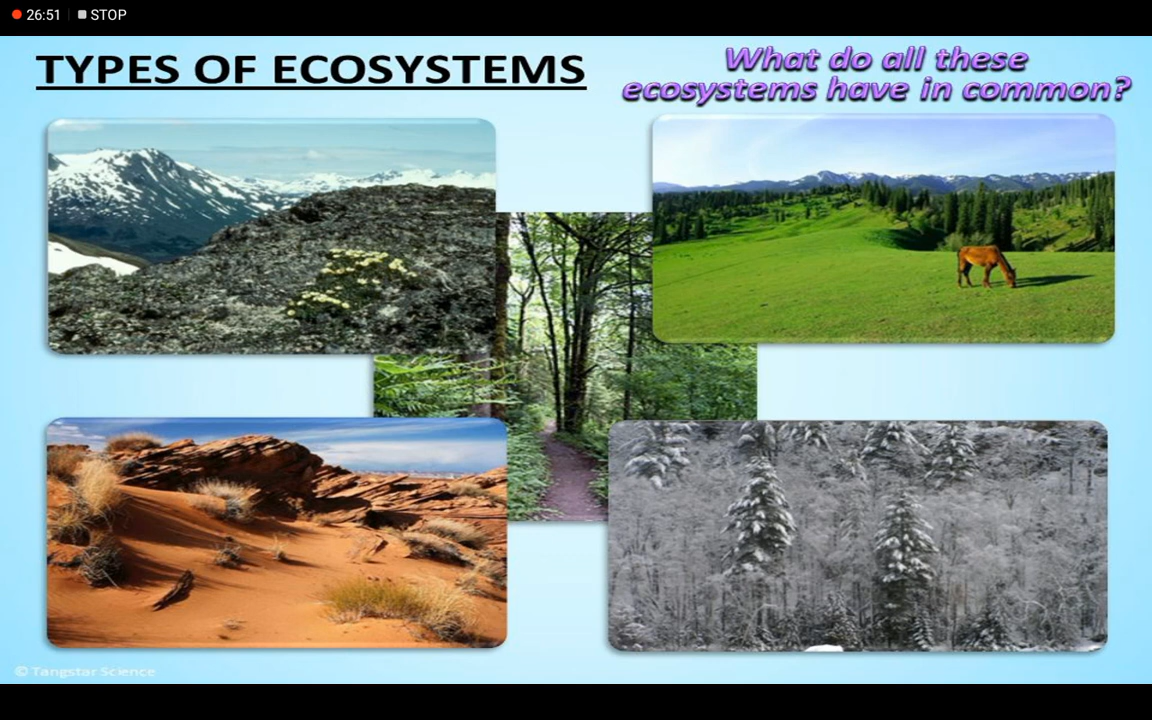 26:51 STOP
TYPES OF ECOSYSTEMS
What do all these
ecosystems have in common?
© Tangstar Science